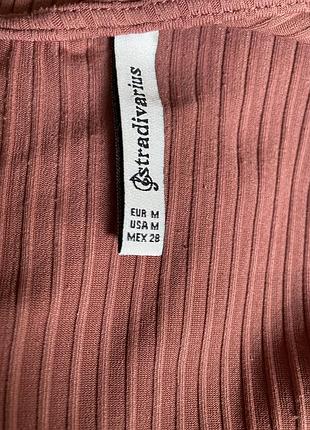 stradivarius
EUR M
USA M
MEX 28